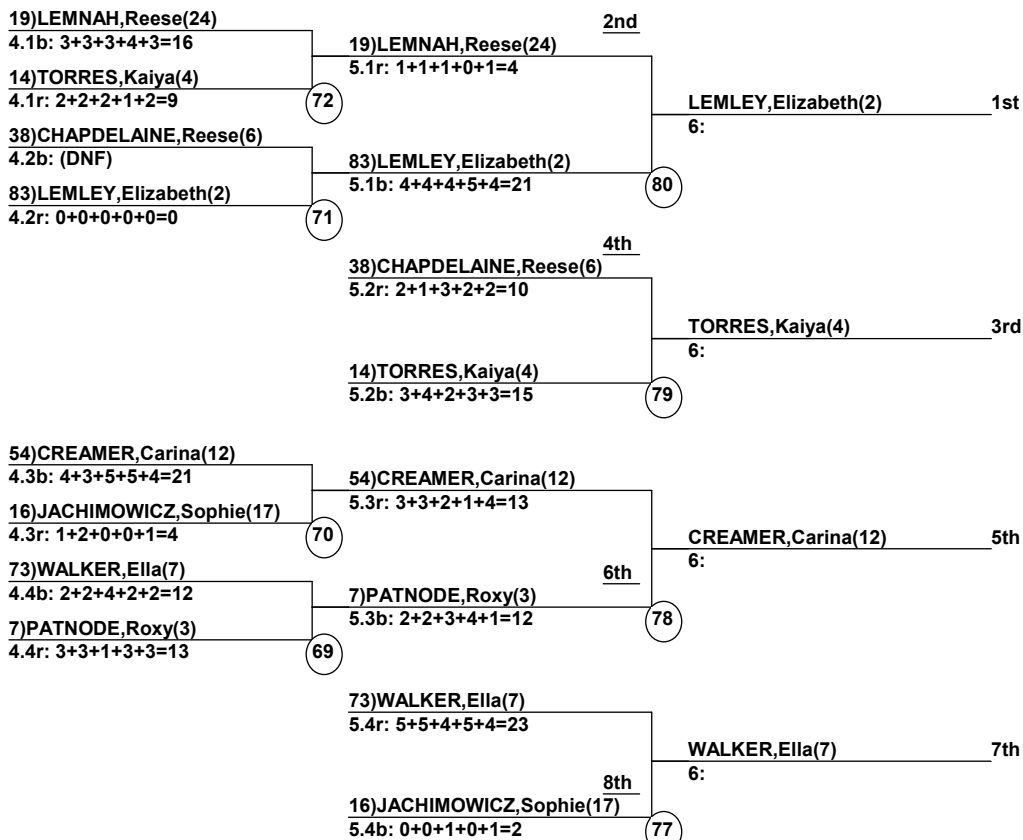 19)LEMNAH,Reese(24)
4.1b: 3+3+3+4+3=16
14)TORRES,Kaiya(4)
4.1r: 2+2+2+1+2=9
72
38)CHAPDELAINE,Reese(6)
4.2b: (DNF)
83)LEMLEY,Elizabeth(2)
4.2r: 0+0+0+0+0=0
71
2nd
19)LEMNAH,Reese(24)
5.1r: 1+1+1+0+1=4
83)LEMLEY,Elizabeth(2)
5.1b: 4+4+4+5+4=21
80
LEMLEY,Elizabeth(2) 1st
6:
4th
38)CHAPDELAINE,Reese(6)
5.2r: 2+1+3+2+2=10
14)TORRES,Kaiya(4)
5.2b: 3+4+2+3+3=15
79
TORRES,Kaiya(4) 3rd
6:
54)CREAMER,Carina(12)
4.3b: 4+3+5+5+4=21
16)JACHIMOWICZ,Sophie(17)
4.3r: 1+2+0+0+1=4
70
73)WALKER,Ella(7)
4.4b: 2+2+4+2+2=12
7)PATNODE,Roxy(3)
4.4r: 3+3+1+3+3=13
69
54)CREAMER,Carina(12)
5.3r: 3+3+2+1+4=13
6th
7)PATNODE,Roxy(3)
5.3b: 2+2+3+4+1=12
78
CREAMER,Carina(12) 5th
6:
73)WALKER,Ella(7)
5.4r: 5+5+4+5+4=23
8th
16)JACHIMOWICZ,Sophie(17)
5.4b: 0+0+1+0+1=2
77
WALKER,Ella(7) 7th
6: